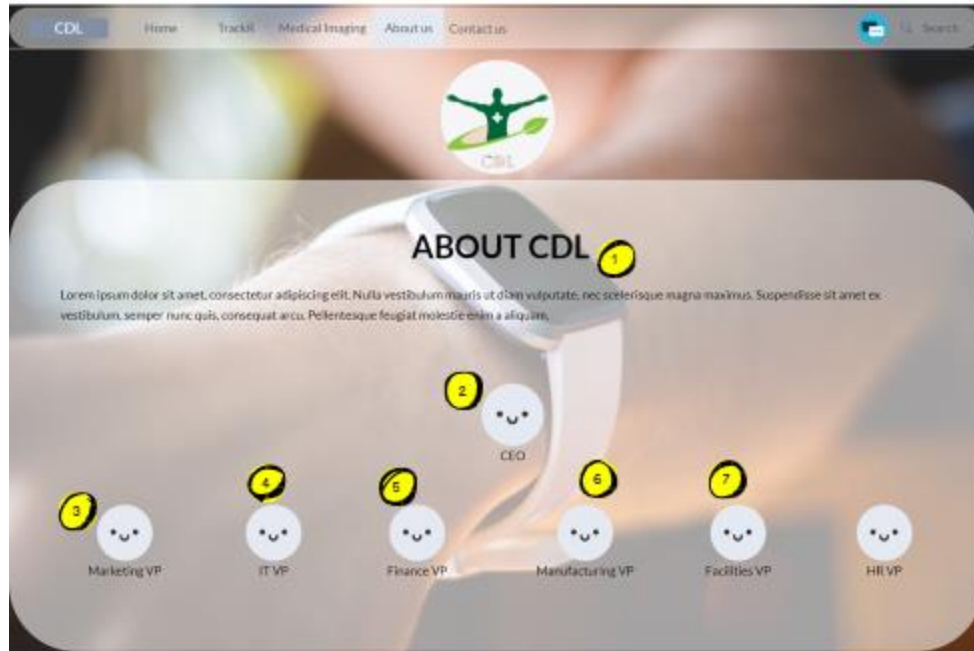 CDL Home TrackR Medical Imaging About us Contact us Search
CDL
ABOUT CDL 1
Lorem ipsum dolor sit amet, consectetur adipiscing elit. Nulla vestibulum mauris ut diam vulputate, nec scelerisque magna maximus. Suspendisse sit amet ex
vestibulum, semper nunc quis, consequat arcu. Pellentesque feugiat molestie enim a aliquam.
2
CEO
3 4 5 6 7
Marketing VP IT VP Finance VP Manufacturing VP Facilities VP HR VP